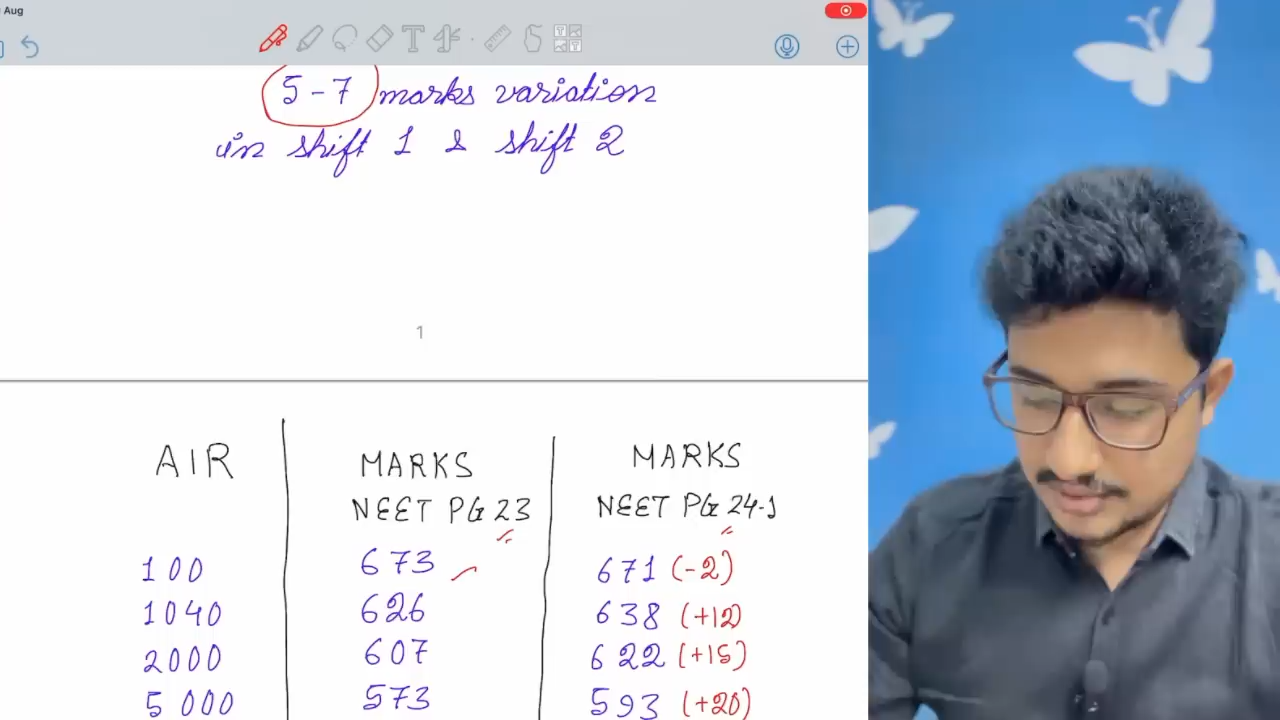 Aug
5-7 marks variation
in shift 1 & shift 2
1
AIR MARKS NEET PG 23 MARKS NEET PG 24-1
100 673 671 (-2)
1040 626 638 (+12)
2000 607 622 (+15)
5000 573 593 (+20)